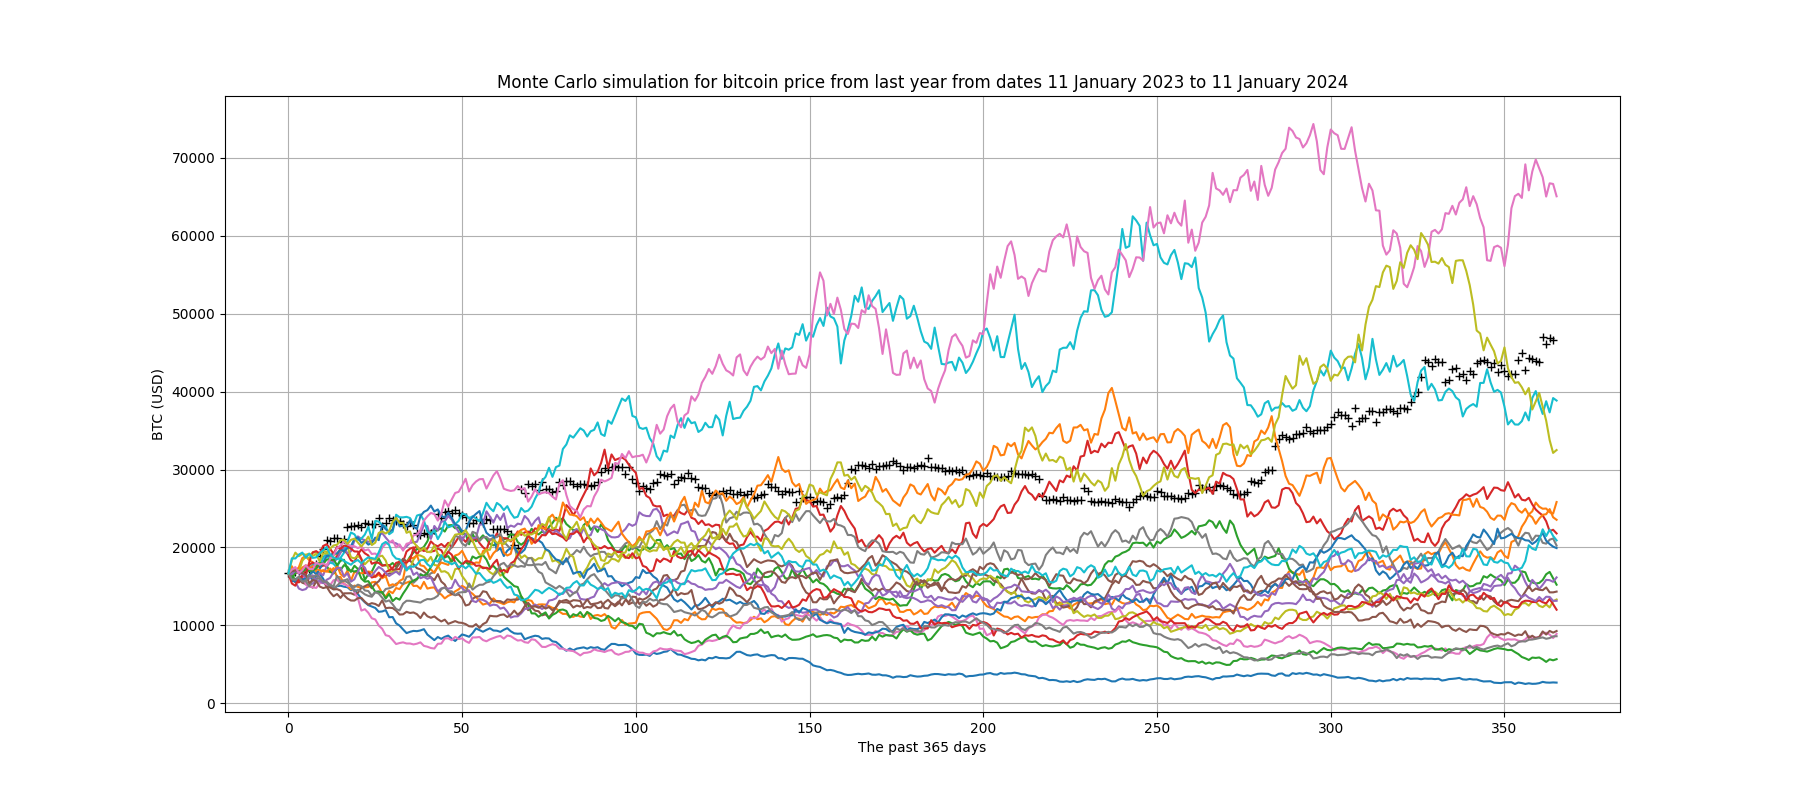 Monte Carlo simulation for bitcoin price from last year from dates 11 January 2023 to 11 January 2024
70000
60000
50000
40000
30000
20000
10000
0
BTC (USD)
0 50 100 150 200 250 300 350
The past 365 days